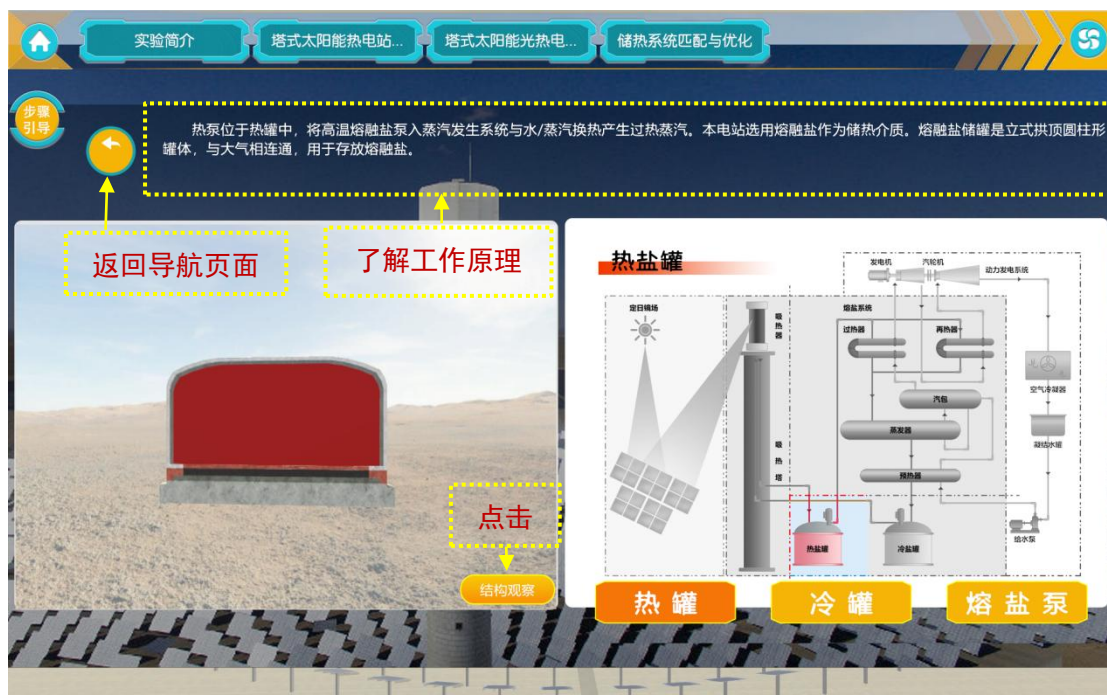 实验简介
塔式太阳能热电站...
塔式太阳能光热电...
储热系统匹配与优化
步骤
引导
热泵位于热罐中，将高温熔融盐泵入蒸汽发生系统与水/蒸汽换热产生过热蒸汽。本电站选用熔融盐作为储热介质。熔融盐储罐是立式拱顶圆柱形
罐体，与大气相连通，用于存放熔融盐。
返回导航页面
了解工作原理
点击
结构观察
热盐罐
发电机
汽轮机
动力发电系统
定日镜场
吸热器
熔盐系统
过热器
再热器
空气冷凝器
汽包
蒸发器
凝结水罐
吸热塔
预热器
热盐罐
冷盐罐
给水泵
热罐
冷罐
熔盐泵